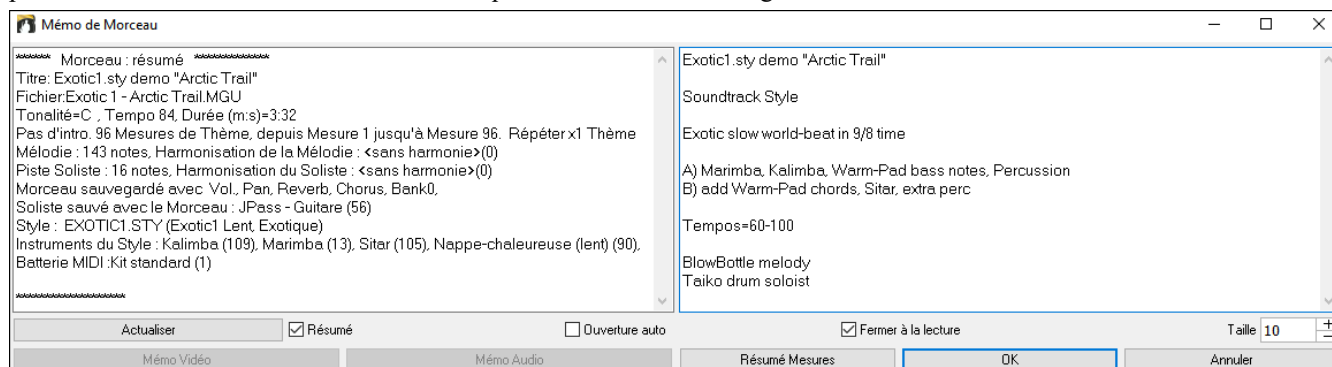 Mémo de Morceau
******* Morceau : résumé ***************
Titre: Exotic1.sty demo "Arctic Trail"
Fichier:Exotic 1 - Arctic Trail.MGU
Tonalité=C , Tempo 84, Durée (m:s)=3:32
Pas d'intro. 96 Mesures de Thème, depuis Mesure 1 jusqu'à Mesure 96. Répéter x1 Thème
Mélodie : 143 notes, Harmonisation de la Mélodie : <sans harmonie>(0)
Piste Soliste : 16 notes, Harmonisation du Soliste : <sans harmonie>(0)
Morceau sauvegardé avec Vol., Pan, Reverb, Chorus, Bank0,
Soliste sauvé avec le Morceau : JPass - Guitare (56)
Style : EXOTIC1.STY (Exotic1 Lent, Exotique)
Instruments du Style : Kalimba (109), Marimba (13), Sitar (105), Nappe-chaleureuse (lent) (90),
Batterie MIDI :Kit standard (1)
**********************
Exotic1.sty demo "Arctic Trail"
Soundtrack Style
Exotic slow world-beat in 9/8 time
A) Marimba, Kalimba, Warm-Pad bass notes, Percussion
B) add Warm-Pad chords, Sitar, extra perc
Tempos=60-100
BlowBottle melody
Taiko drum soloist
Actualiser Résumé Ouverture auto Fermer à la lecture Taille 10
Mémo Vidéo Mémo Audio Résumé Mesures OK Annuler